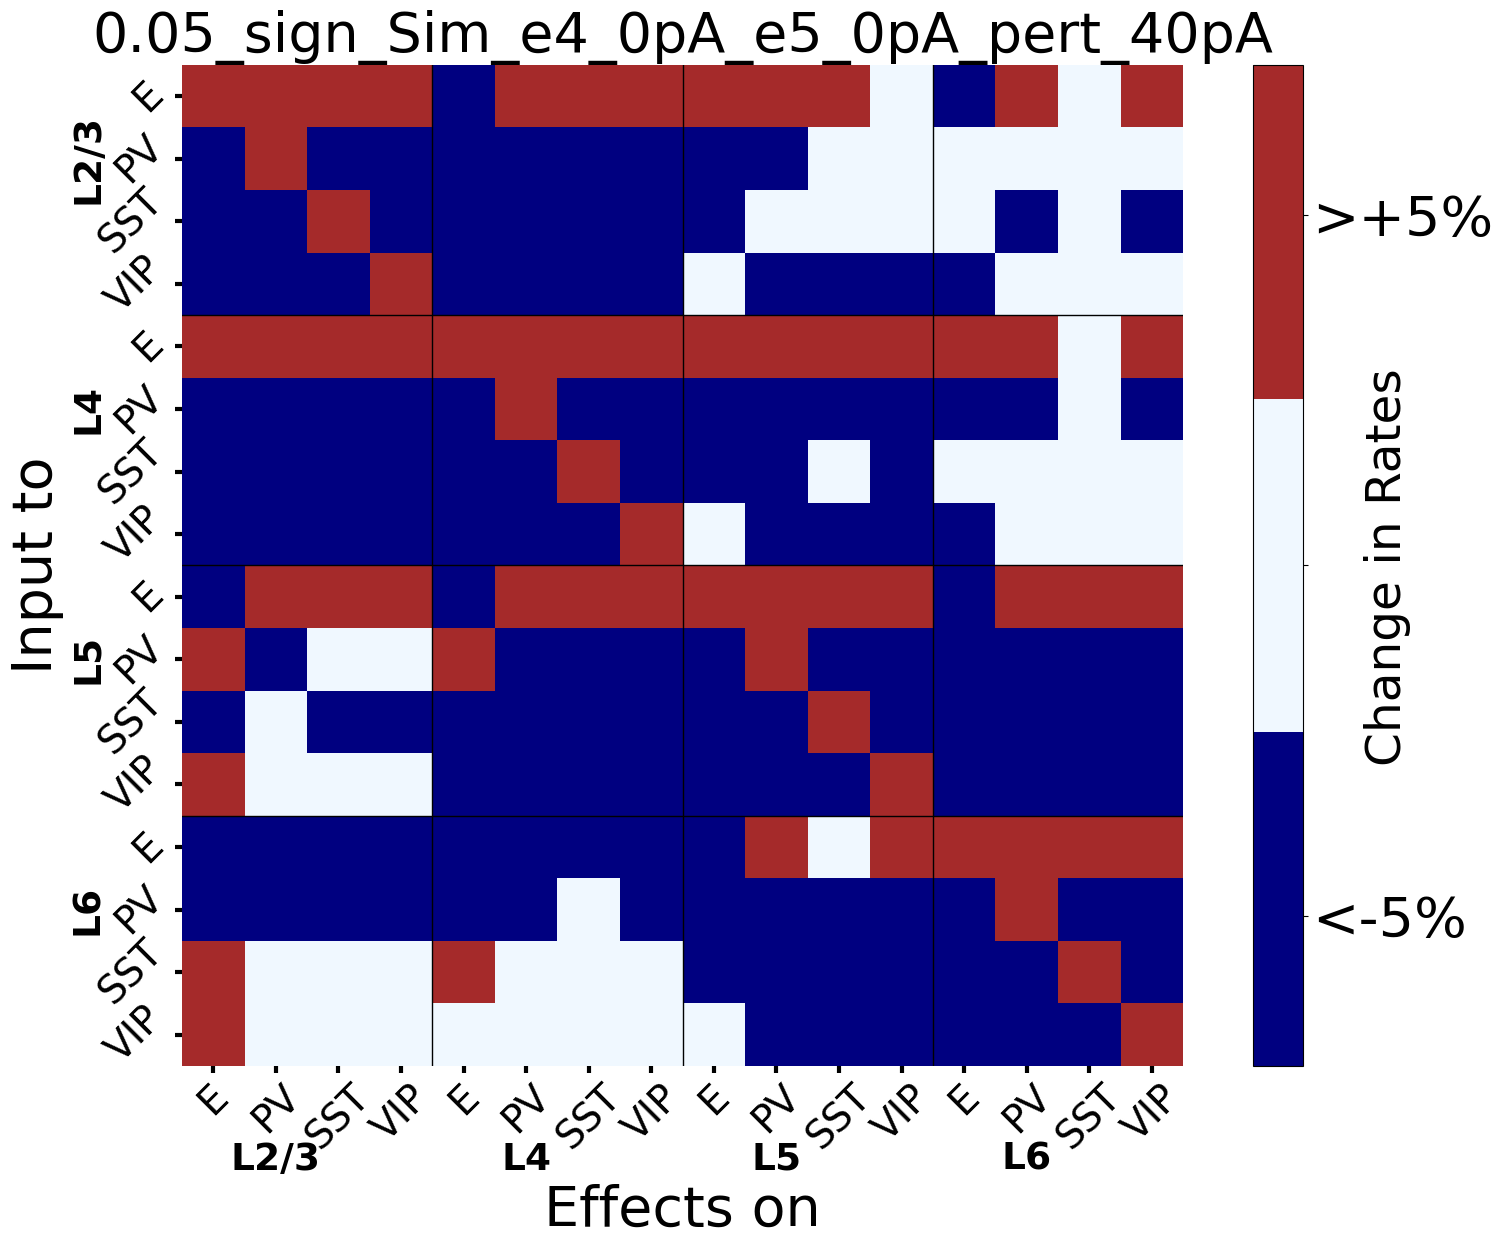 0.05_sign_Sim_e4_0pA_e5_0pA_pert_40pA
Input to
L2/3
E
PV
SST
VIP
L4
E
PV
SST
VIP
L5
E
PV
SST
VIP
L6
E
PV
SST
VIP
E PV SST VIP E PV SST VIP E PV SST VIP E PV SST VIP
L2/3 L4 L5 L6
Effects on
>+5%
<-5%
Change in Rates